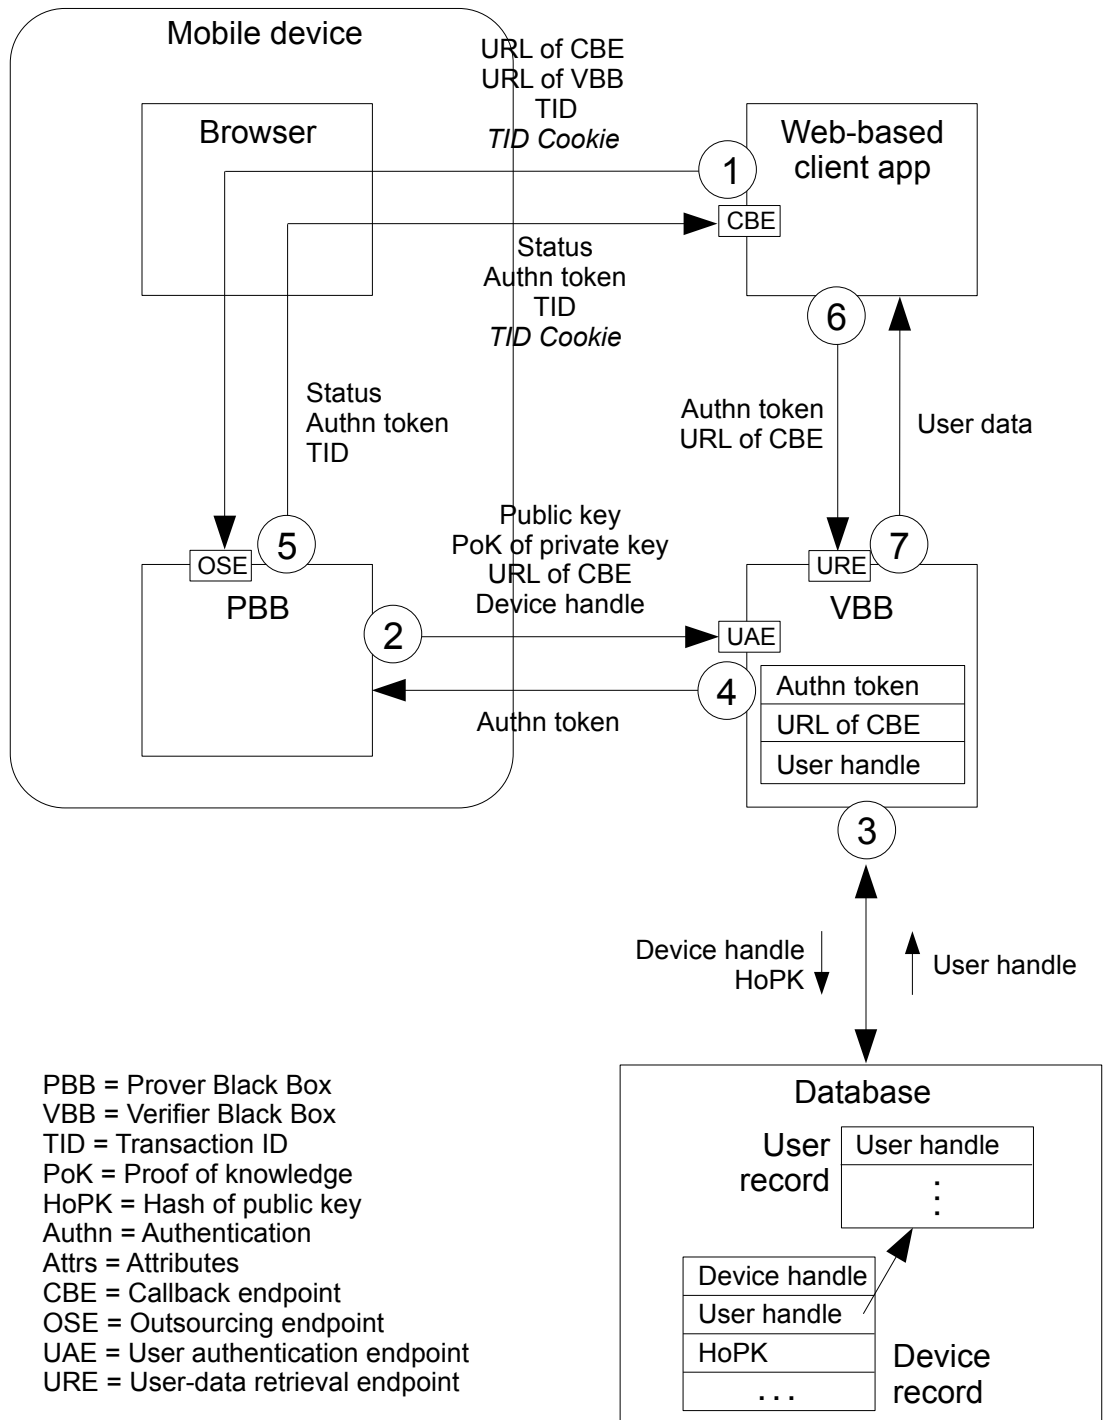 Mobile device
URL of CBE
URL of VBB
TID
TID Cookie
Browser
Web-based
client app
1
CBE
Status
Authn token
TID
TID Cookie
6
Status
Authn token
TID
Authn token
URL of CBE
User data
Public key
PoK of private key
URL of CBE
Device handle
5
OSE
PBB
7
URE
VBB
2
UAE
4
Authn token
Authn token
URL of CBE
User handle
3
Device handle
HoPK
User handle
PBB = Prover Black Box
VBB = Verifier Black Box
TID = Transaction ID
PoK = Proof of knowledge
HoPK = Hash of public key
Authn = Authentication
Attrs = Attributes
CBE = Callback endpoint
OSE = Outsourcing endpoint
UAE = User authentication endpoint
URE = User-data retrieval endpoint
Database
User
record
User handle
...
Device handle
User handle
HoPK
...
Device
record